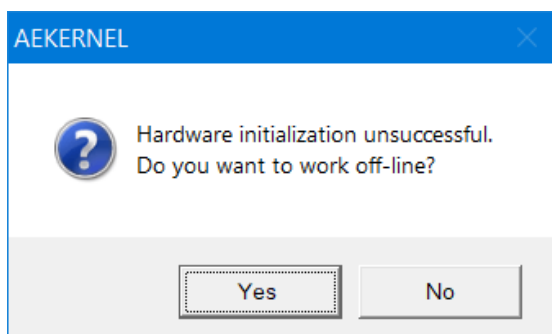 AEKERNEL
Hardware initialization unsuccessful.
Do you want to work off-line?
Yes
No